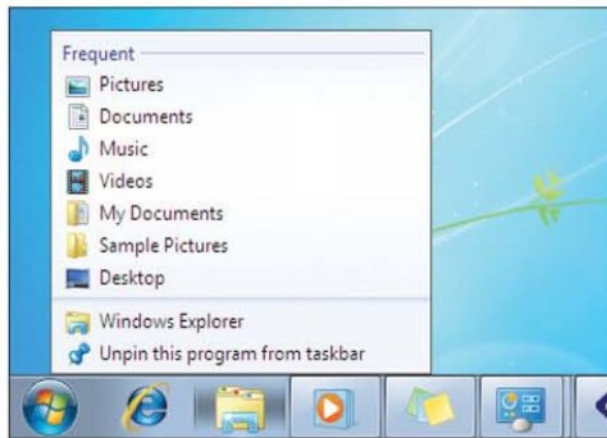 Frequent
Pictures
Documents
Music
Videos
My Documents
Sample Pictures
Desktop
Windows Explorer
Unpin this program from taskbar